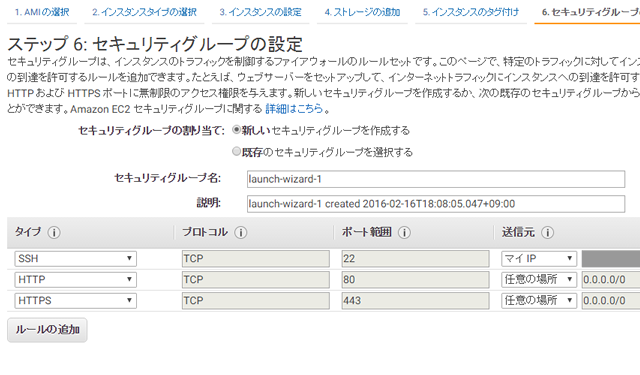 1. AMI の選択 2. インスタンスタイプの選択 3. インスタンスの設定 4. ストレージの追加 5. インスタンスのタグ付け 6. セキュリティグループ
ステップ 6: セキュリティグループの設定
セキュリティグループは、インスタンスのトラフィックを制御するファイアウォールのルールセットです。このページで、特定のトラフィックに対してインス
の到達を許可するルールを追加できます。たとえば、ウェブサーバーをセットアップして、インターネットトラフィックにインスタンスへの到達を許可す
HTTP および HTTPS ポートに無制限のアクセス権限を与えます。新しいセキュリティグループを作成するか、次の既存のセキュリティグループから
とができます。Amazon EC2 セキュリティグループに関する 詳細はこちら 。
セキュリティグループの割り当て: 新しいセキュリティグループを作成する
既存のセキュリティグループを選択する
セキュリティグループ名: launch-wizard-1
説明: launch-wizard-1 created 2016-02-16T18:08:05.047+09:00
タイプ プロトコル ポート範囲 送信元
SSH TCP 22 マイ IP
HTTP TCP 80 任意の場所 0.0.0.0/0
HTTPS TCP 443 任意の場所 0.0.0.0/0
ルールの追加